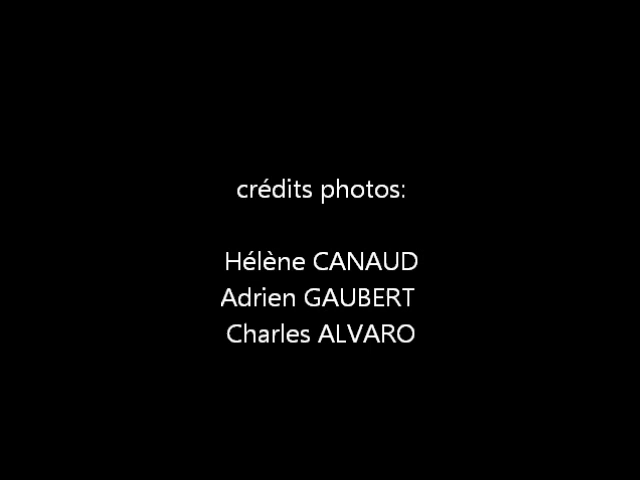 crédits photos:
Hélène CANAUD
Adrien GAUBERT
Charles ALVARO